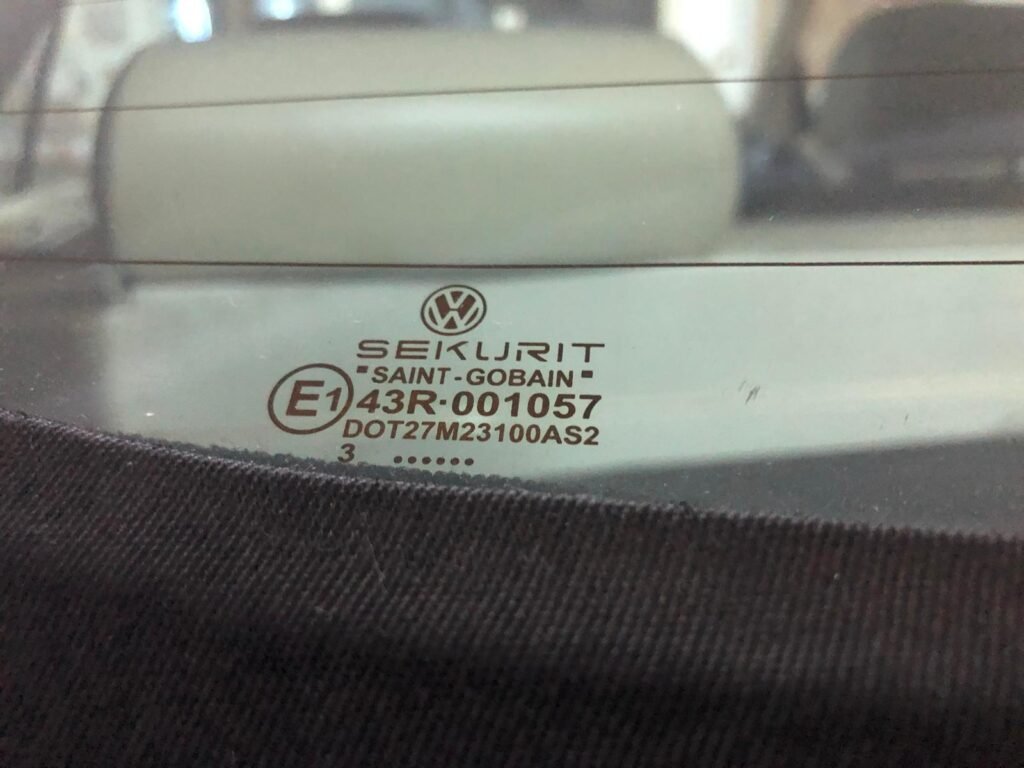 SEKURIT
SAINT-GOBAIN
E1 43R·001057
DOT27M23100AS2
3 ......